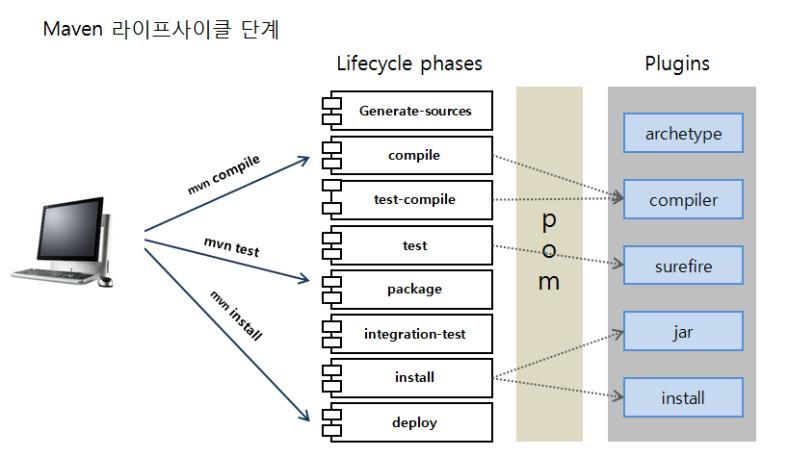 Maven 라이프사이클 단계
Lifecycle phases
Plugins
Generate-sources
compile
test-compile
test
package
integration-test
install
deploy
mvn compile
mvn test
mvn install
pom
archetype
compiler
surefire
jar
install